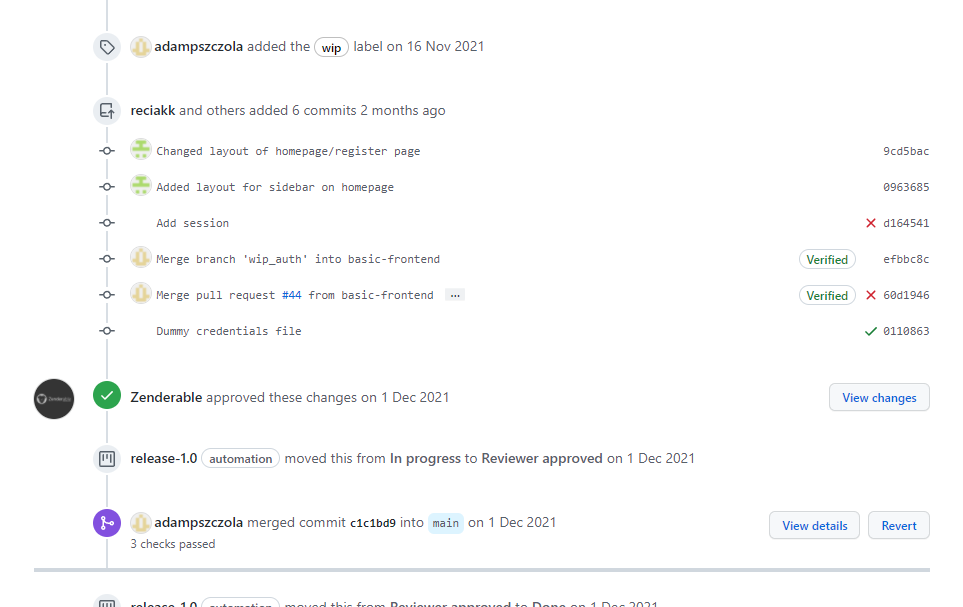 adampszczola added the wip label on 16 Nov 2021
reciakk and others added 6 commits 2 months ago
Changed layout of homepage/register page 9cd5bac
Added layout for sidebar on homepage 0963685
Add session d164541
Merge branch 'wip_auth' into basic-frontend Verified efbbc8c
Merge pull request #44 from basic-frontend … Verified 60d1946
Dummy credentials file 0110863
Zenderable approved these changes on 1 Dec 2021 View changes
release-1.0 automation moved this from In progress to Reviewer approved on 1 Dec 2021
adampszczola merged commit c1c1bd9 into main on 1 Dec 2021 View details Revert
3 checks passed
release-1.0 automation moved this from Reviewer approved to Done on 1 Dec 2021